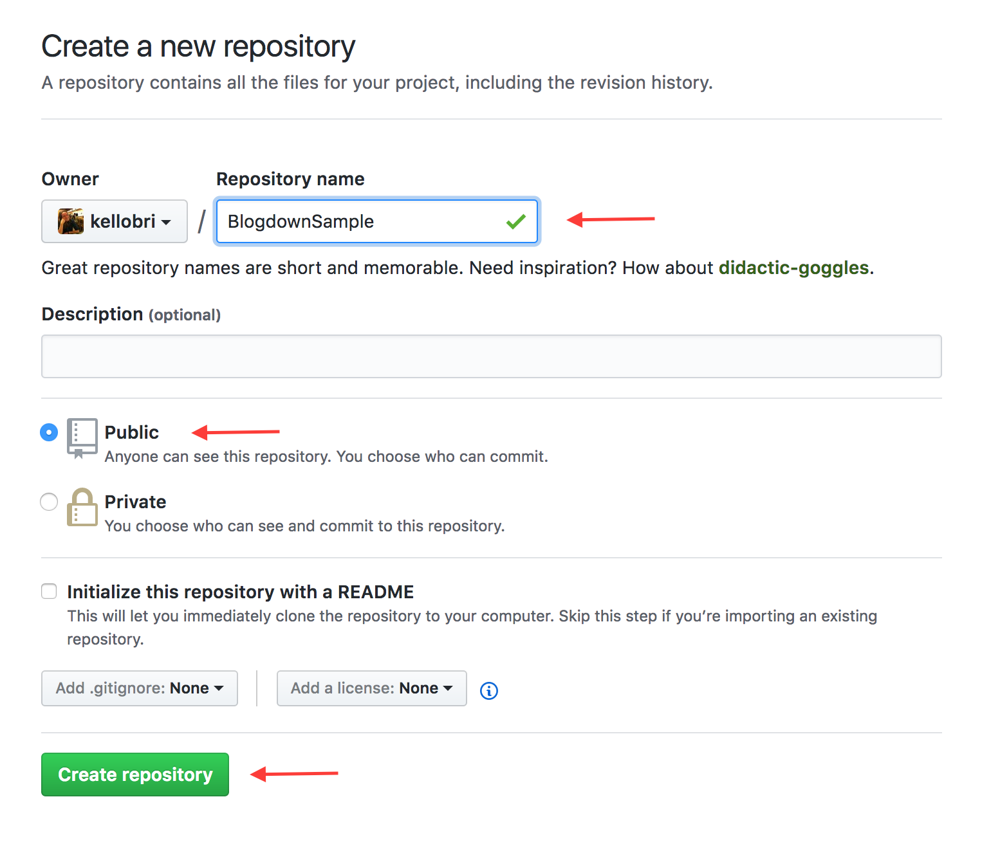 Create a new repository
A repository contains all the files for your project, including the revision history.
Owner
Repository name
kellobri / BlogdownSample
Great repository names are short and memorable. Need inspiration? How about didactic-goggles.
Description (optional)
Public
Anyone can see this repository. You choose who can commit.
Private
You choose who can see and commit to this repository.
Initialize this repository with a README
This will let you immediately clone the repository to your computer. Skip this step if you’re importing an existing
repository.
Add .gitignore: None
Add a license: None
Create repository